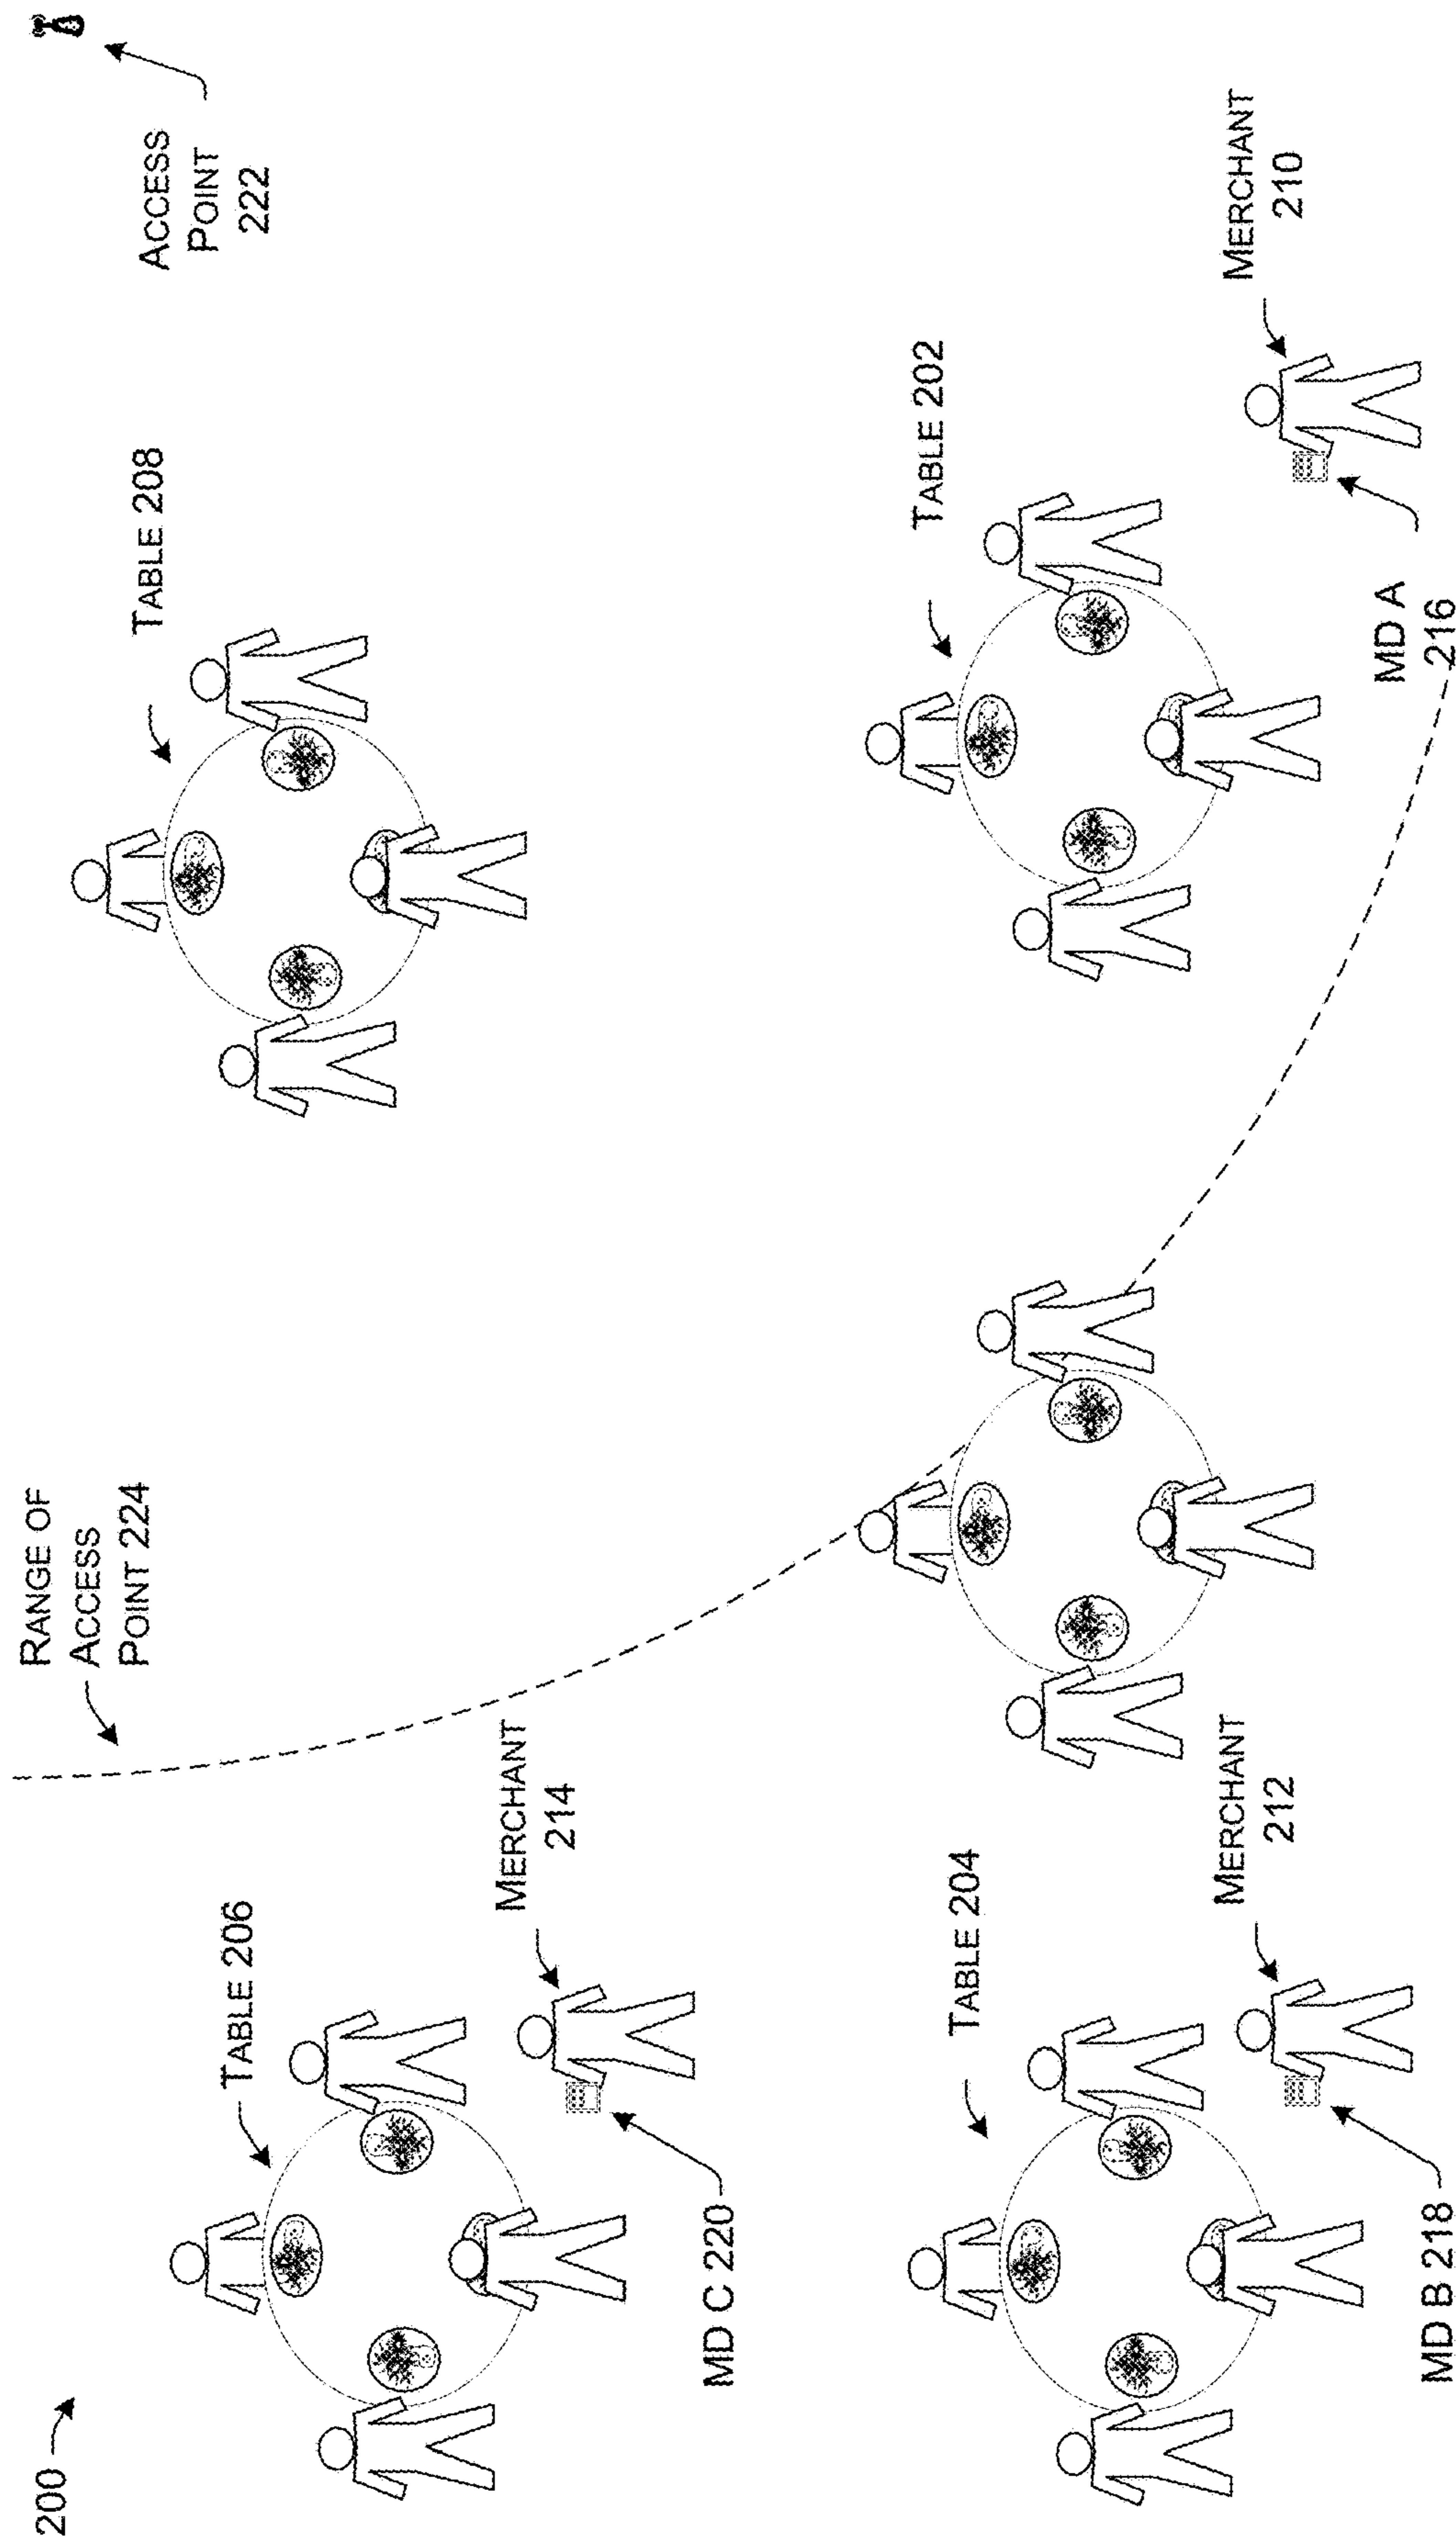 200
RANGE OF
ACCESS
POINT 224
ACCESS
POINT
222
TABLE 206
TABLE 208
MERCHANT
214
MD C 220
TABLE 204
TABLE 202
MERCHANT
212
MERCHANT
210
MD B 218
MD A
216